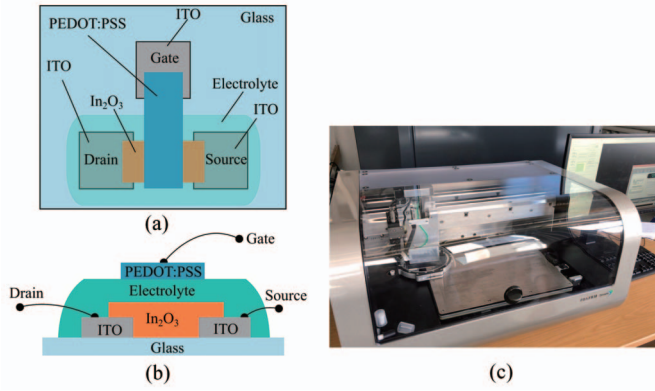 ITO
PEDOT:PSS
Glass
Gate
ITO
Electrolyte
In₂O₃
ITO
Drain
Source
(a)
Gate
PEDOT:PSS
Drain
Electrolyte
Source
In₂O₃
ITO
ITO
Glass
(b)
(c)